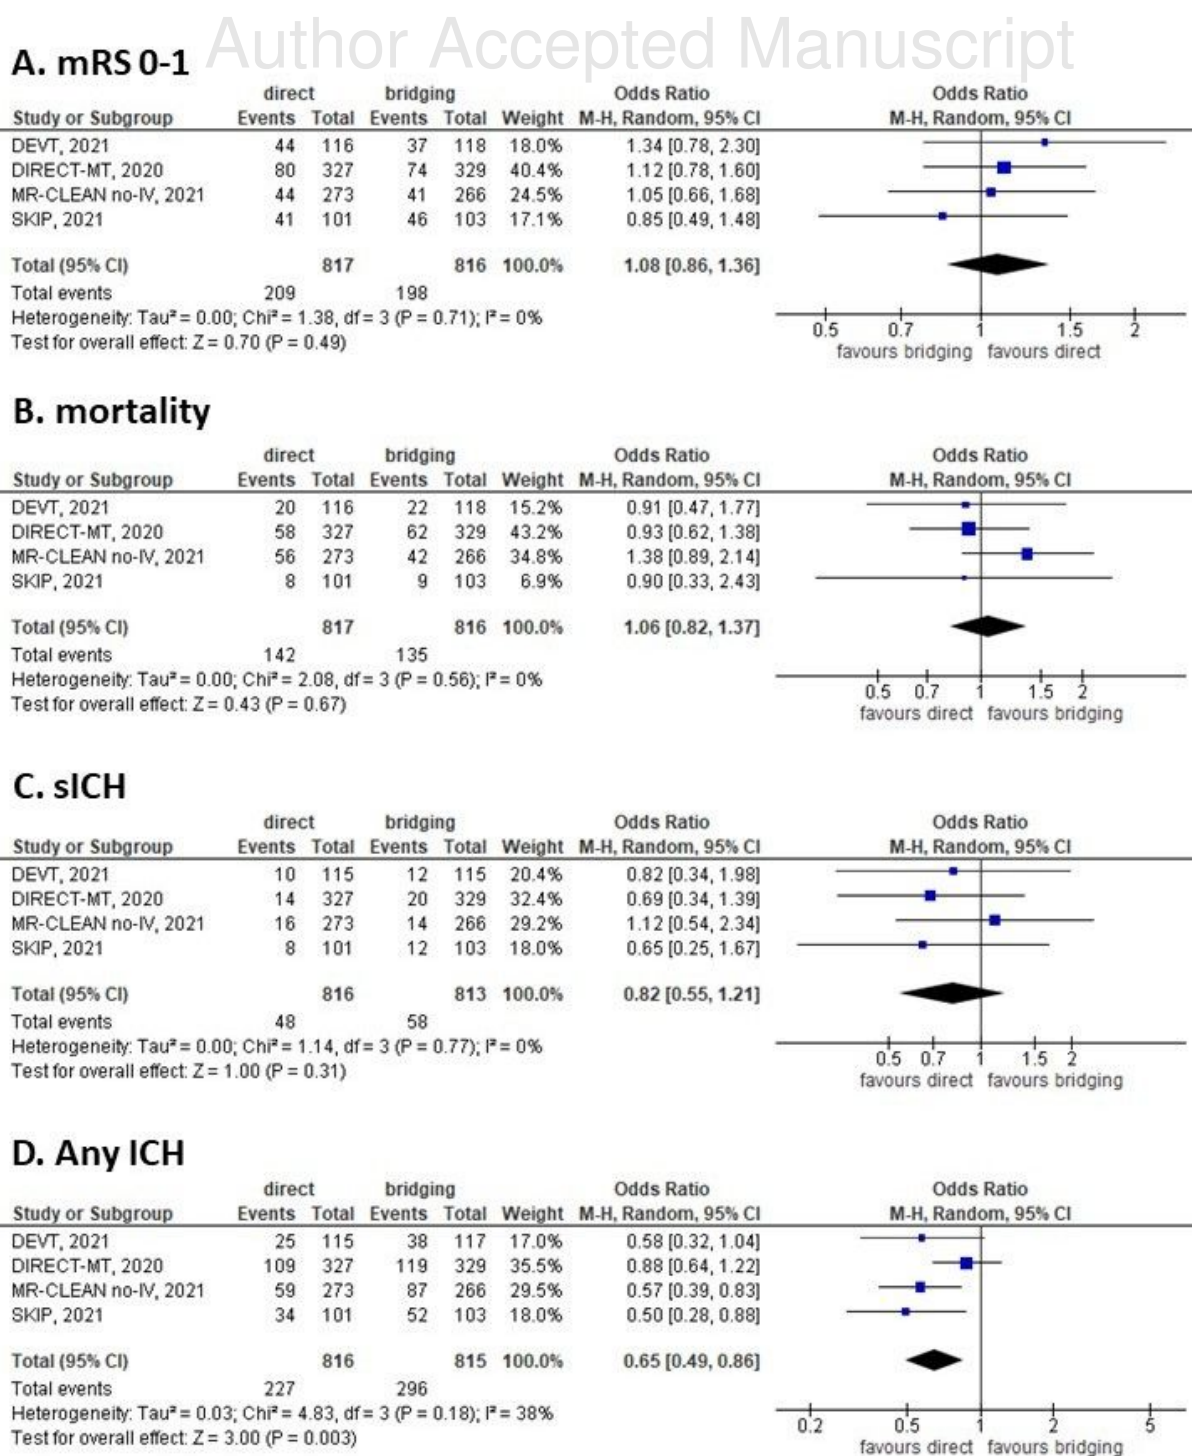 Author Accepted Manuscript
A. mRS 0-1
direct bridging Odds Ratio Odds Ratio
Study or Subgroup Events Total Events Total Weight M-H, Random, 95% CI M-H, Random, 95% CI
DEVT, 2021 44 116 37 118 18.0% 1.34 [0.78, 2.30]
DIRECT-MT, 2020 80 327 74 329 40.4% 1.12 [0.78, 1.60]
MR-CLEAN no-IV, 2021 44 273 41 266 24.5% 1.05 [0.66, 1.68]
SKIP, 2021 41 101 46 103 17.1% 0.85 [0.49, 1.48]
Total (95% CI) 817 816 100.0% 1.08 [0.86, 1.36]
Total events 209 198
Heterogeneity: Tau² = 0.00; Chi² = 1.38, df = 3 (P = 0.71); I² = 0%
Test for overall effect: Z = 0.70 (P = 0.49)
0.5 0.7 1 1.5 2
favours bridging favours direct
B. mortality
direct bridging Odds Ratio Odds Ratio
Study or Subgroup Events Total Events Total Weight M-H, Random, 95% CI M-H, Random, 95% CI
DEVT, 2021 20 116 22 118 15.2% 0.91 [0.47, 1.77]
DIRECT-MT, 2020 58 327 62 329 43.2% 0.93 [0.62, 1.38]
MR-CLEAN no-IV, 2021 56 273 42 266 34.8% 1.38 [0.89, 2.14]
SKIP, 2021 8 101 9 103 6.9% 0.90 [0.33, 2.43]
Total (95% CI) 817 816 100.0% 1.06 [0.82, 1.37]
Total events 142 135
Heterogeneity: Tau² = 0.00; Chi² = 2.08, df = 3 (P = 0.56); I² = 0%
Test for overall effect: Z = 0.43 (P = 0.67)
0.5 0.7 1 1.5 2
favours direct favours bridging
C. sICH
direct bridging Odds Ratio Odds Ratio
Study or Subgroup Events Total Events Total Weight M-H, Random, 95% CI M-H, Random, 95% CI
DEVT, 2021 10 115 12 115 20.4% 0.82 [0.34, 1.98]
DIRECT-MT, 2020 14 327 20 329 32.4% 0.69 [0.34, 1.39]
MR-CLEAN no-IV, 2021 16 273 14 266 29.2% 1.12 [0.54, 2.34]
SKIP, 2021 8 101 12 103 18.0% 0.65 [0.25, 1.67]
Total (95% CI) 816 813 100.0% 0.82 [0.55, 1.21]
Total events 48 58
Heterogeneity: Tau² = 0.00; Chi² = 1.14, df = 3 (P = 0.77); I² = 0%
Test for overall effect: Z = 1.00 (P = 0.31)
0.5 0.7 1 1.5 2
favours direct favours bridging
D. Any ICH
direct bridging Odds Ratio Odds Ratio
Study or Subgroup Events Total Events Total Weight M-H, Random, 95% CI M-H, Random, 95% CI
DEVT, 2021 25 115 38 117 17.0% 0.58 [0.32, 1.04]
DIRECT-MT, 2020 109 327 119 329 35.5% 0.88 [0.64, 1.22]
MR-CLEAN no-IV, 2021 59 273 87 266 29.5% 0.57 [0.39, 0.83]
SKIP, 2021 34 101 52 103 18.0% 0.50 [0.28, 0.88]
Total (95% CI) 816 815 100.0% 0.65 [0.49, 0.86]
Total events 227 296
Heterogeneity: Tau² = 0.03; Chi² = 4.83, df = 3 (P = 0.18); I² = 38%
Test for overall effect: Z = 3.00 (P = 0.003)
0.2 0.5 1 2 5
favours direct favours bridging